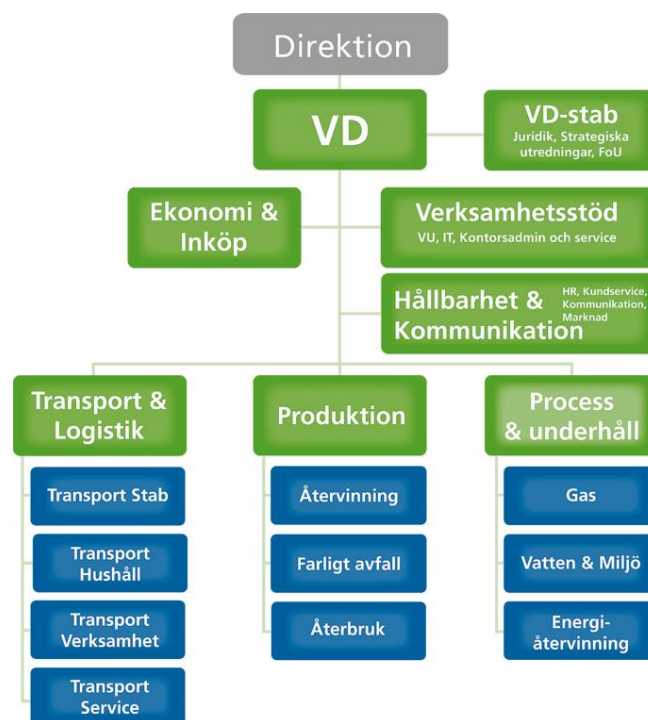 Direktion
VD
VD-stab
Juridik, Strategiska
utredningar, FoU
Ekonomi &
Inköp
Verksamhetsstöd
VU, IT, Kontorsadmin och service
Hållbarhet &
Kommunikation
HR, Kundservice,
Kommunikation,
Marknad
Transport &
Logistik
Transport Stab
Transport
Hushåll
Transport
Verksamhet
Transport
Service
Produktion
Återvinning
Farligt avfall
Återbruk
Process
& underhåll
Gas
Vatten & Miljö
Energi-
återvinning